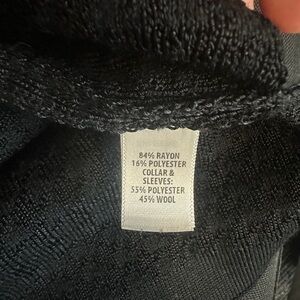 84% RAYON
16% POLYESTER
COLLAR &
SLEEVES:
55% POLYESTER
45% WOOL